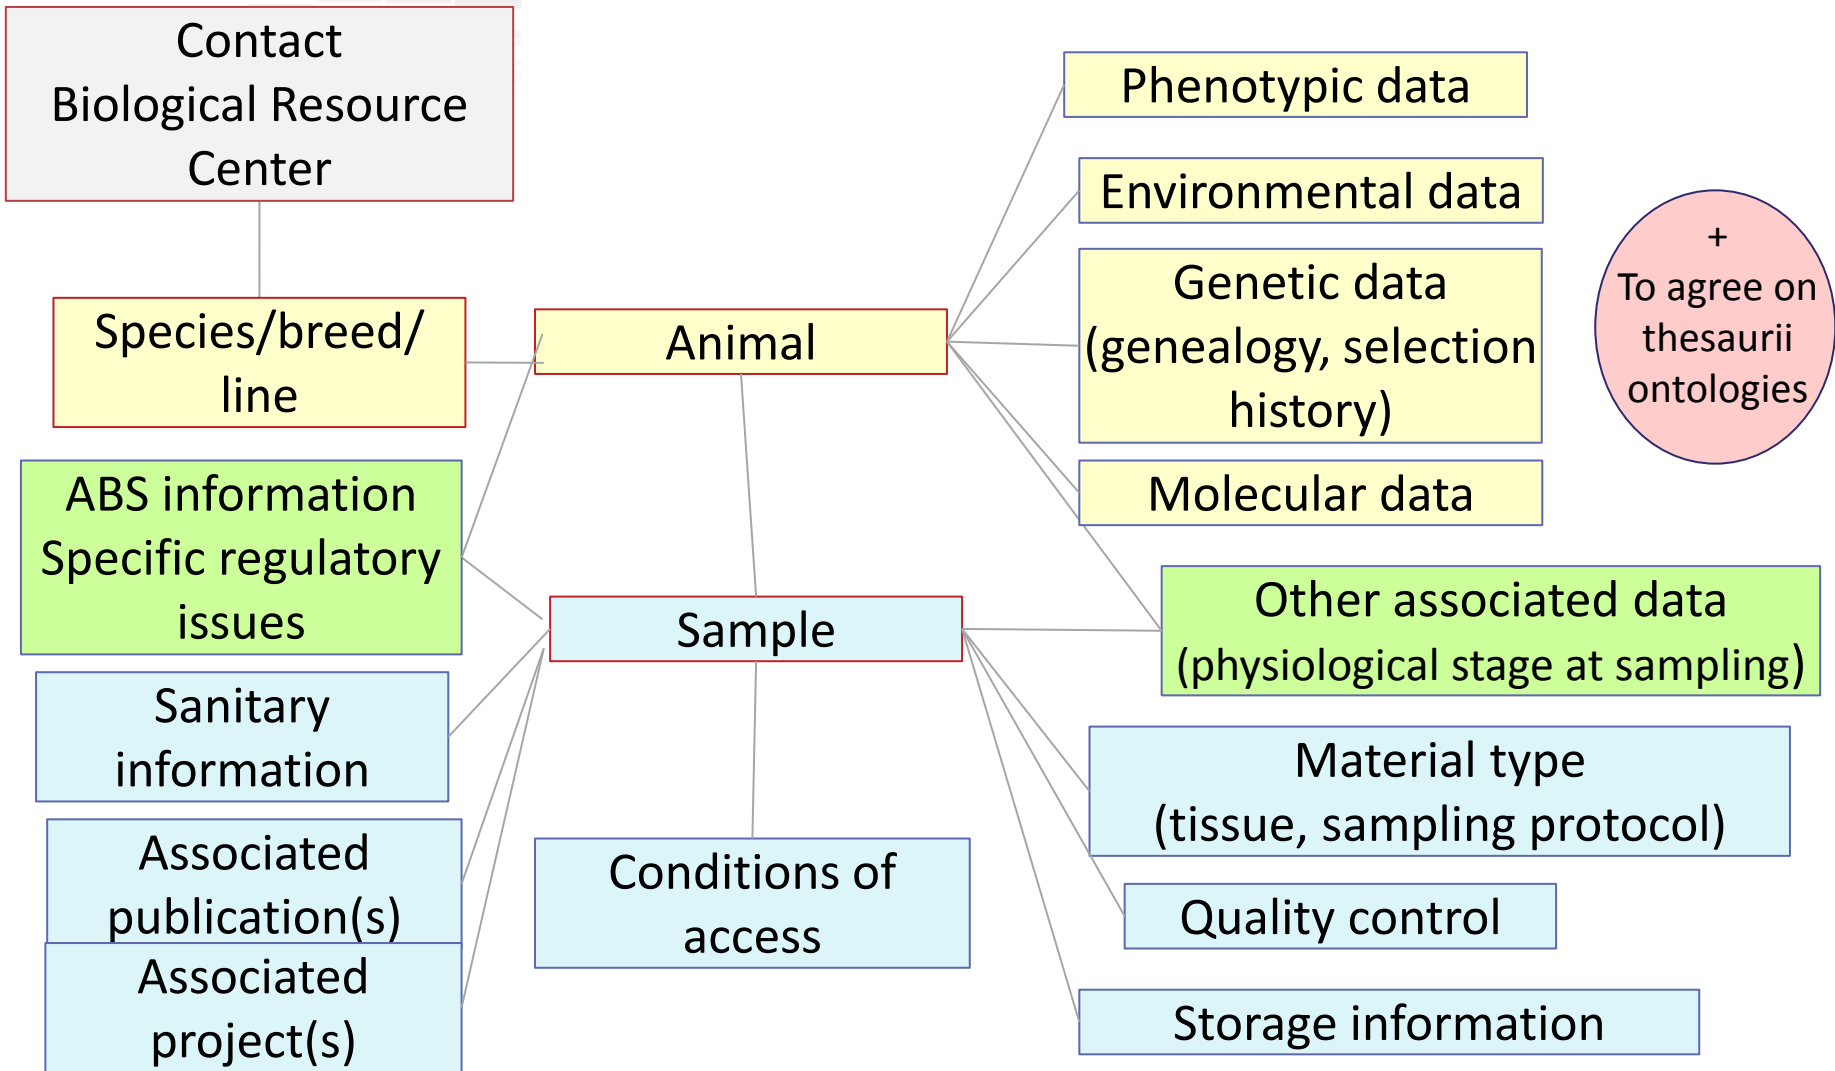 Contact
Biological Resource
Center
Species/breed/
line
ABS information
Specific regulatory
issues
Sanitary
information
Associated
publication(s)
Associated
project(s)
Animal
Sample
Conditions of
access
Phenotypic data
Environmental data
Genetic data
(genealogy, selection
history)
Molecular data
Other associated data
(physiological stage at sampling)
Material type
(tissue, sampling protocol)
Quality control
Storage information
+
To agree on
thesaurii
ontologies